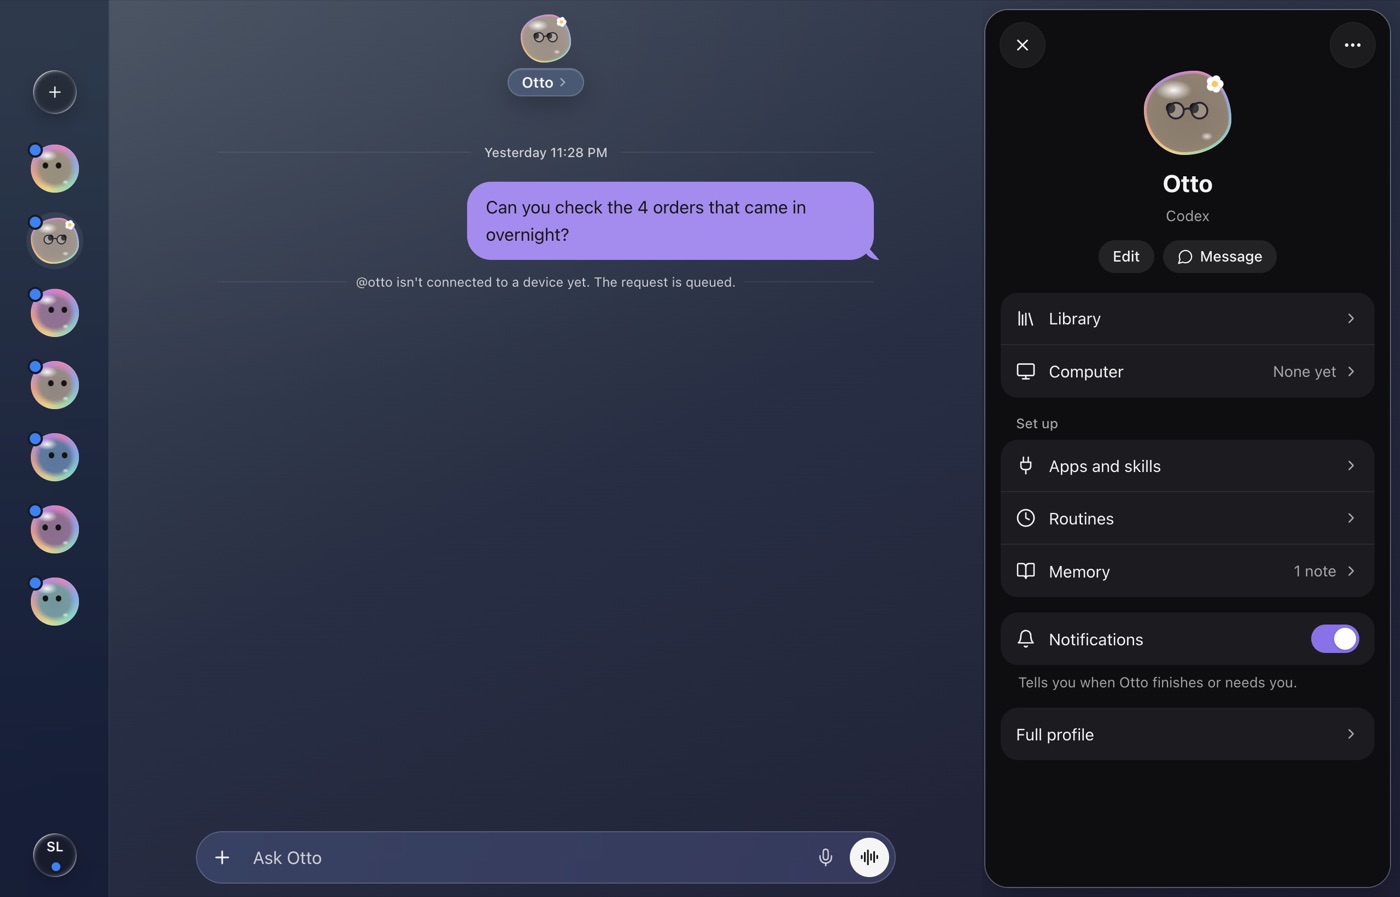 Otto
Yesterday 11:28 PM
Can you check the 4 orders that came in
overnight?
@otto isn't connected to a device yet. The request is queued.
Ask Otto
SL
Otto
Codex
Edit
Message
Library
Computer
None yet
Set up
Apps and skills
Routines
Memory
1 note
Notifications
Tells you when Otto finishes or needs you.
Full profile